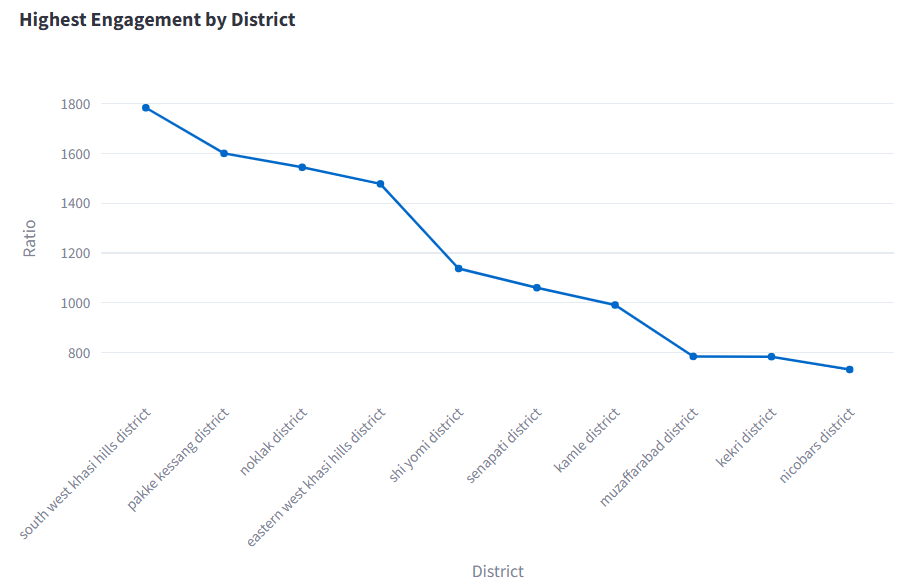 Highest Engagement by District
1800
1600
1400
1200
1000
800
Ratio
south west khasi hills district
pakke kessang district
noklak district
eastern west khasi hills district
shi yomi district
senapati district
kamle district
muzaffarabad district
kekri district
nicobars district
District